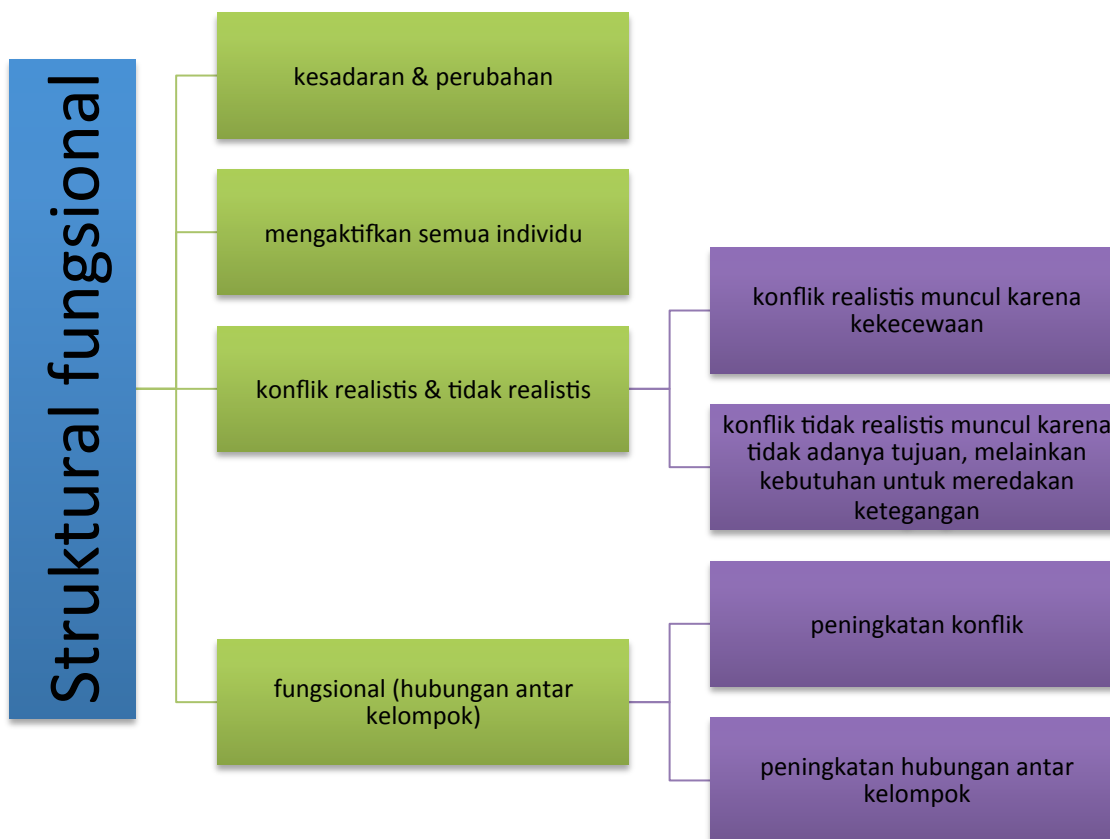 Struktural fungsional
kesadaran & perubahan
mengaktifkan semua individu
konflik realistis & tidak realistis
konflik realistis muncul karena
kekecewaan
konflik tidak realistis muncul karena
tidak adanya tujuan, melainkan
kebutuhan untuk meredakan
ketegangan
fungsional (hubungan antar
kelompok)
peningkatan konflik
peningkatan hubungan antar
kelompok